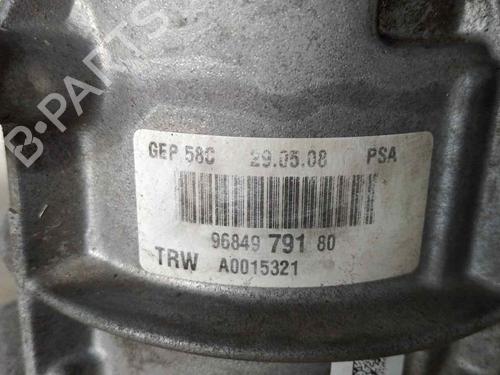 B-PARTS
GEP 58C 29.05.08 PSA
96849 791 80
TRW A0015321